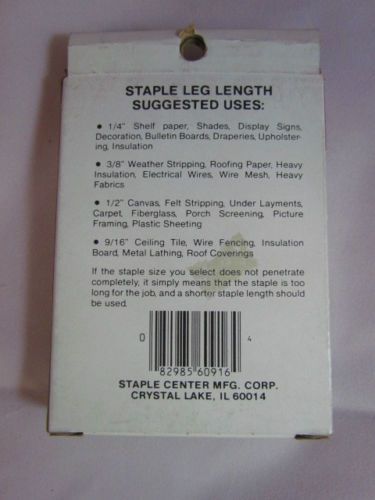 STAPLE LEG LENGTH
SUGGESTED USES:
● 1/4" Shelf paper, Shades, Display Signs,
Decoration, Bulletin Boards, Draperies, Upholster-
ing, Insulation
● 3/8" Weather Stripping, Roofing Paper, Heavy
Insulation, Electrical Wires, Wire Mesh, Heavy
Fabrics
● 1/2" Canvas, Felt Stripping, Under Layments,
Carpet, Fiberglass, Porch Screening, Picture
Framing, Plastic Sheeting
● 9/16" Ceiling Tile, Wire Fencing, Insulation
Board, Metal Lathing, Roof Coverings
If the staple size you select does not penetrate
completely, it simply means that the staple is too
long for the job, and a shorter staple length should
be used.
0 82985 60916 4
STAPLE CENTER MFG. CORP.
CRYSTAL LAKE, IL 60014